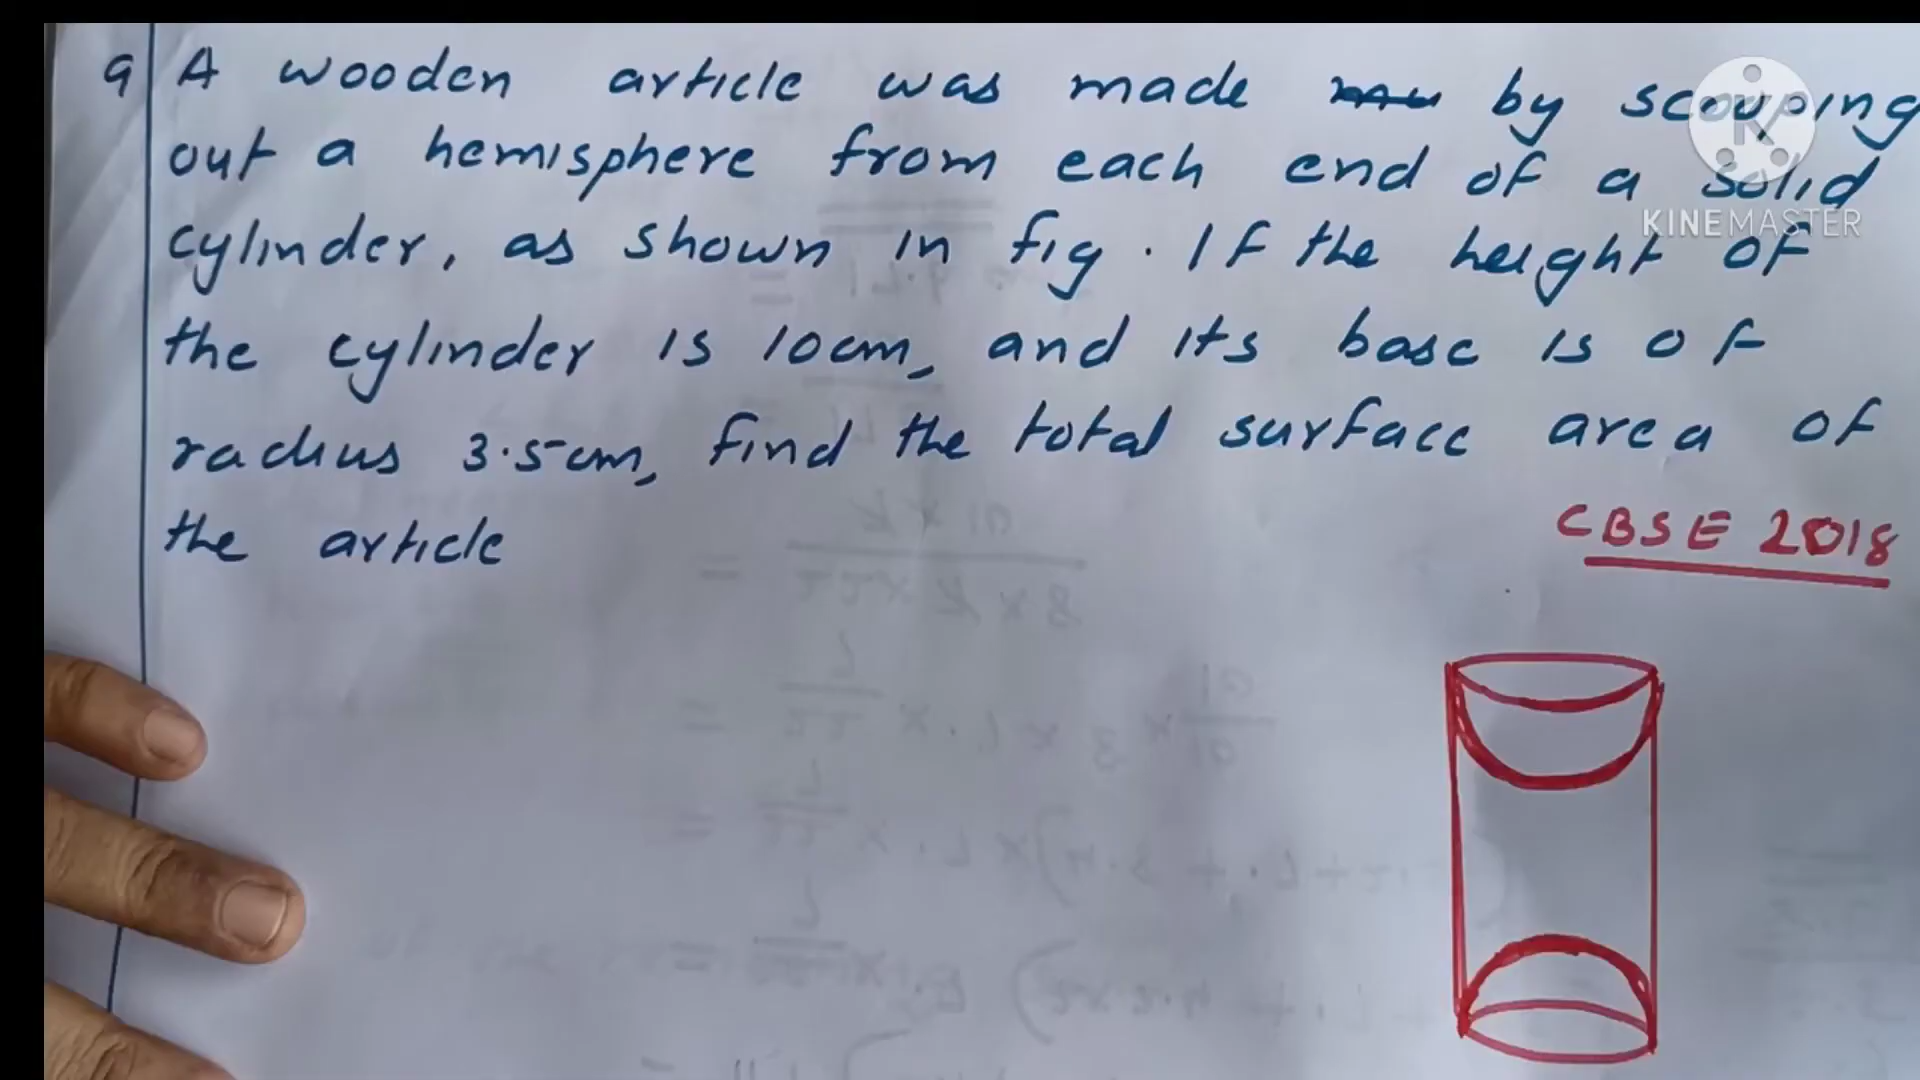 9 A wooden article was made by scooping
out a hemisphere from each end of a solid
cylinder, as shown in fig. If the height of
the cylinder is 10cm, and its base is of
radius 3.5cm, find the total surface area of
the article
CBSE 2018
K
KINEMASTER